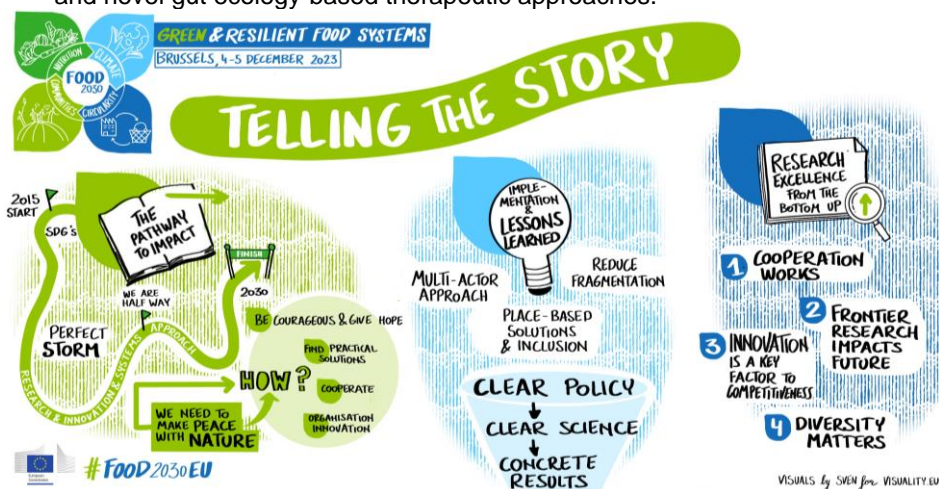 and novel gut ecology-based therapeutic approaches.
GREEN & RESILIENT FOOD SYSTEMS
BRUSSELS, 4-5 DECEMBER 2023
NUTRITION
CLIMATE
COMMUNITIES
CIRCULARITY
FOOD
2030
TELLING THE STORY
2015
START
SDG's
THE
PATHWAY
TO IMPACT
FINISH
2030
WE ARE
HALF WAY
PERFECT
STORM
RESEARCH & INNOVATION & SYSTEMS APPROACH
BE COURAGEOUS & GIVE HOPE
HOW?
FIND PRACTICAL
SOLUTIONS
COOPERATE
ORGANISATION
INNOVATION
WE NEED TO
MAKE PEACE
WITH NATURE
European
Commission
#FOOD2030EU
IMPLE-
MENTATION
&
LESSONS
LEARNED
MULTI-ACTOR
APPROACH
REDUCE
FRAGMENTATION
PLACE-BASED
SOLUTIONS
& INCLUSION
CLEAR POLICY
CLEAR SCIENCE
CONCRETE
RESULTS
RESEARCH
EXCELLENCE
FROM THE
BOTTOM UP
1 COOPERATION
WORKS
2 FRONTIER
RESEARCH
IMPACTS
FUTURE
3 INNOVATION
IS A KEY
FACTOR TO
COMPETITIVENESS
4 DIVERSITY
MATTERS
VISUALS by SVEN for VISUALITY.EU